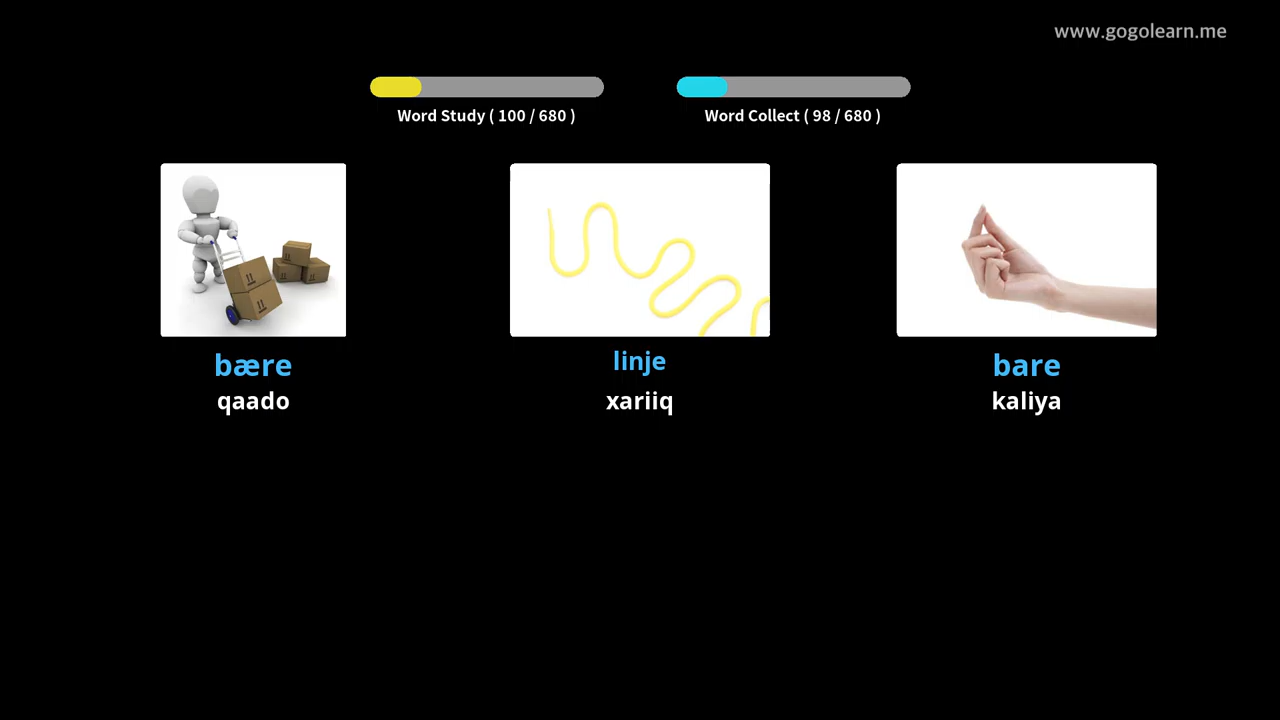 www.gogolearn.me
Word Study ( 100 / 680 )
Word Collect ( 98 / 680 )
bære
qaado
linje
xariiq
bare
kaliya